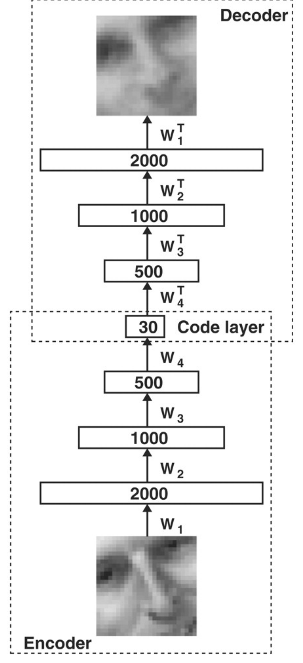 Decoder
W₁ᵀ
2000
W₂ᵀ
1000
W₃ᵀ
500
W₄ᵀ
30 Code layer
W₄
500
W₃
1000
W₂
2000
W₁
Encoder